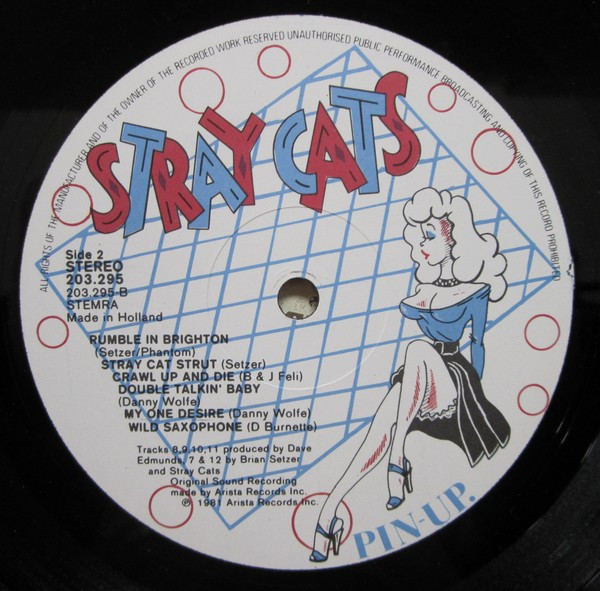 ALL RIGHTS OF THE MANUFACTURER AND OF THE OWNER OF THE RECORDED WORK RESERVED UNAUTHORISED PUBLIC PERFORMANCE BROADCASTING AND COPYING OF THIS RECORD PROHIBITED
STRAY CATS
Side 2
STEREO
203.295
203.295-B
STEMRA
Made in Holland
RUMBLE IN BRIGHTON
(Setzer/Phantom)
STRAY CAT STRUT (Setzer)
CRAWL UP AND DIE (B & J Feli)
DOUBLE TALKIN' BABY
(Danny Wolfe)
MY ONE DESIRE (Danny Wolfe)
WILD SAXOPHONE (D Burnette)
Tracks 8,9,10,11 produced by Dave
Edmunds, 7 & 12 by Brian Setzer
and Stray Cats
Original Sound Recording
made by Arista Records Inc.
℗ 1981 Arista Records Inc.
PIN-UP.